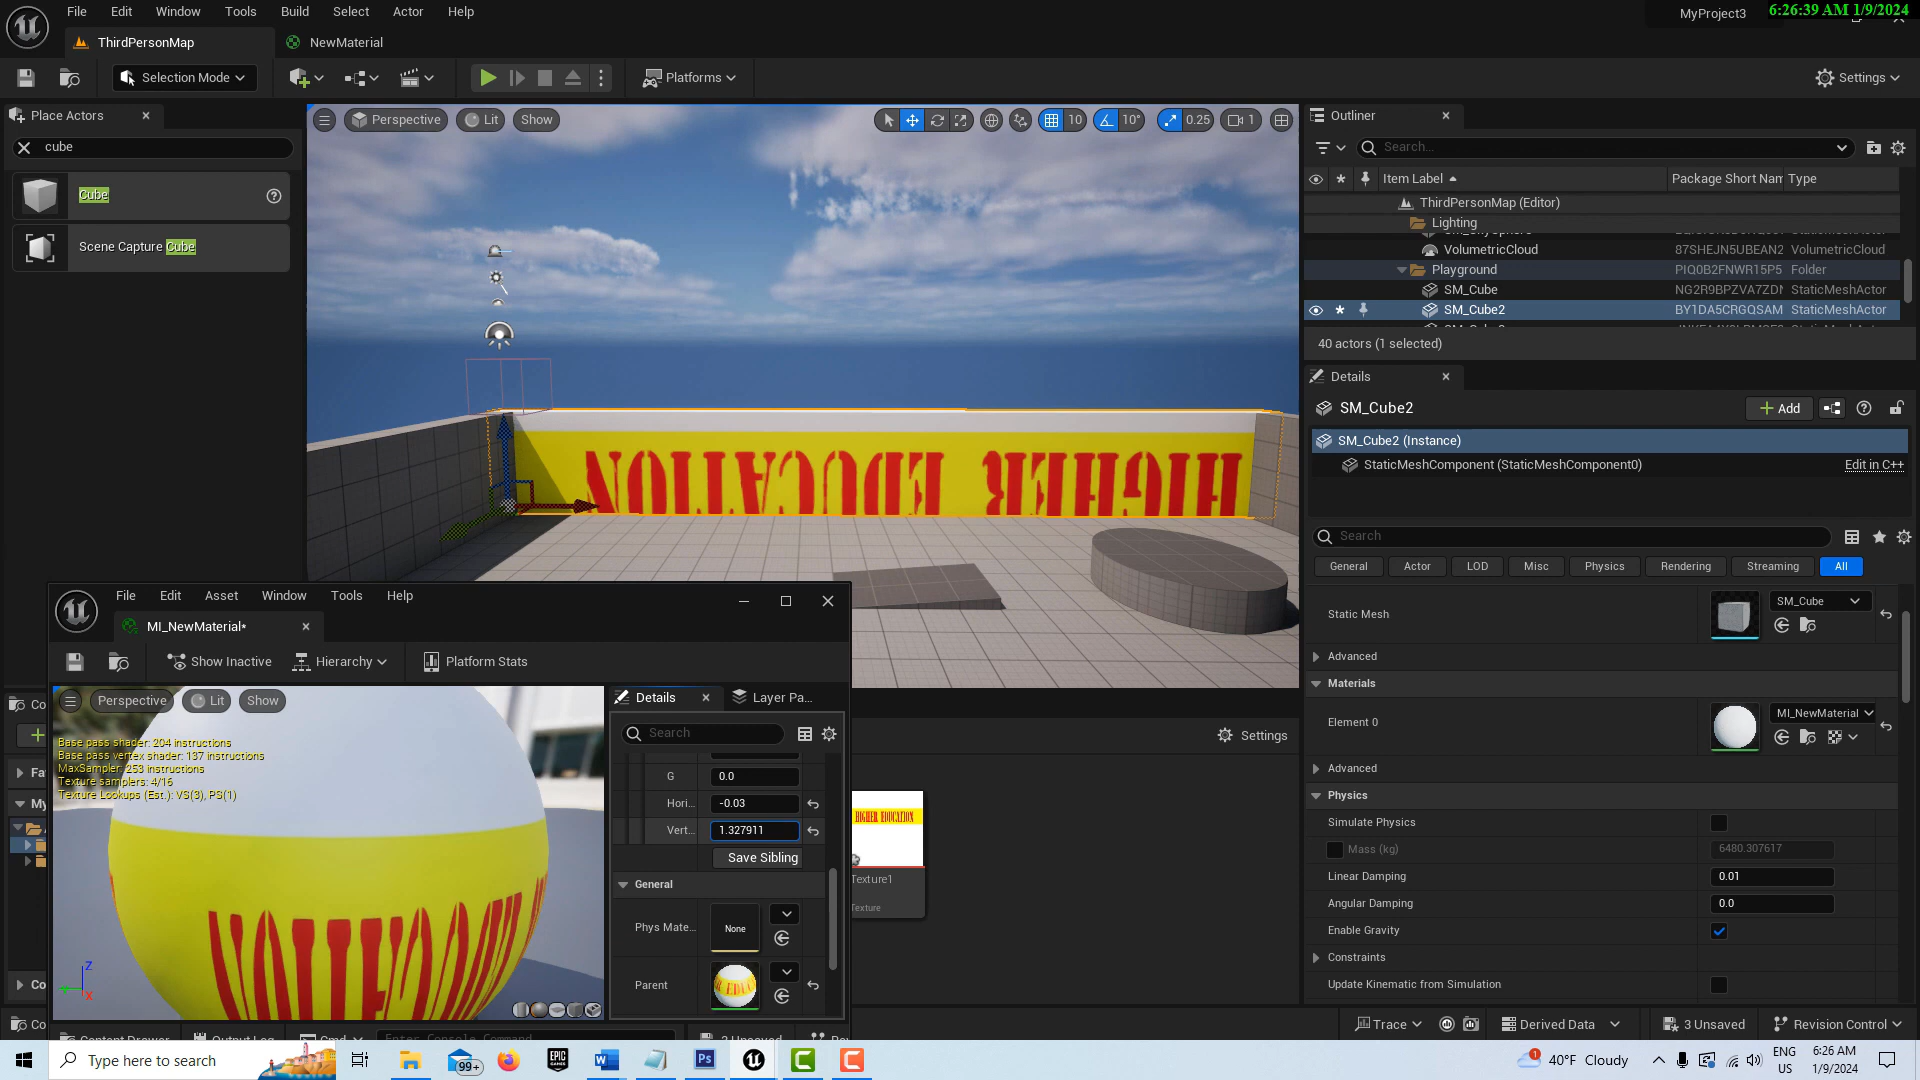 File Edit Window Tools Build Select Actor Help
MyProject3
6:26:39 AM 1/9/2024
ThirdPersonMap
NewMaterial
Selection Mode
Platforms
Settings
Place Actors
cube
Cube
Scene Capture Cube
Perspective
Lit
Show
10
10°
0.25
1
HIGHER EDUCATION
Outliner
Search...
Item Label
Package Short Nam
Type
ThirdPersonMap (Editor)
Lighting
VolumetricCloud 87SHEJN5UBEAN2 VolumetricCloud
Playground PIQ0B2FNWR15P5 Folder
SM_Cube NG2R9BPZVA7ZDN StaticMeshActor
SM_Cube2 BY1DA5CRGQSAM StaticMeshActor
40 actors (1 selected)
Details
SM_Cube2
Add
SM_Cube2 (Instance)
StaticMeshComponent (StaticMeshComponent0)
Edit in C++
Search
General Actor LOD Misc Physics Rendering Streaming All
Static Mesh
SM_Cube
Advanced
Materials
Element 0
MI_NewMaterial
Advanced
Physics
Simulate Physics
Mass (kg) 6480.307617
Linear Damping 0.01
Angular Damping 0.0
Enable Gravity
Constraints
Update Kinematic from Simulation
File Edit Asset Window Tools Help
MI_NewMaterial*
Show Inactive
Hierarchy
Platform Stats
Perspective
Lit
Show
Base pass shader: 204 instructions
Base pass vertex shader: 137 instructions
MaxSampler: 253 instructions
Texture samplers: 4/16
Texture Lookups (Est.): VS(3), PS(1)
Z
X
Details
Layer Pa...
Search
G 0.0
Hori... -0.03
Vert... 1.327911
Save Sibling
General
Phys Mate... None
Parent
Settings
HIGHER EDUCATION
Texture1
Texture
Trace
Derived Data
3 Unsaved
Revision Control
Type here to search
99+
EPIC GAMES
40°F Cloudy
ENG
US
6:26 AM
1/9/2024